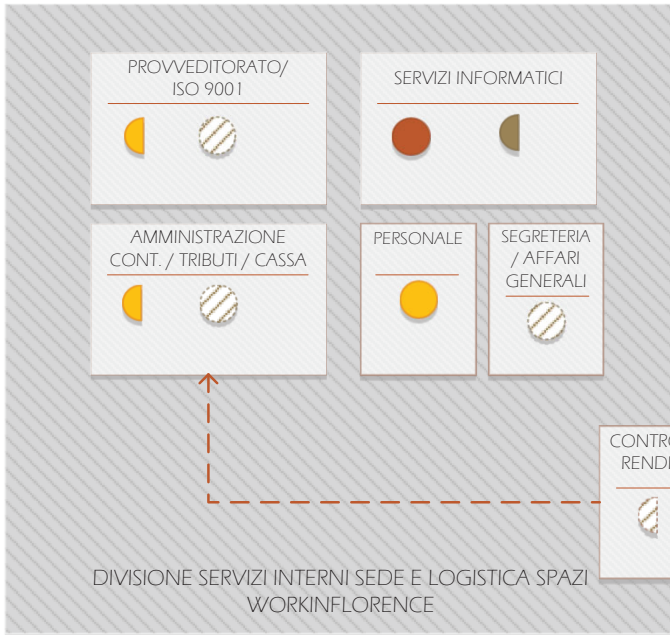 PROVVEDITORATO/
ISO 9001
SERVIZI INFORMATICI
AMMINISTRAZIONE
CONT. / TRIBUTI / CASSA
PERSONALE
SEGRETERIA
/ AFFARI
GENERALI
DIVISIONE SERVIZI INTERNI SEDE E LOGISTICA SPAZI
WORKINFLORENCE